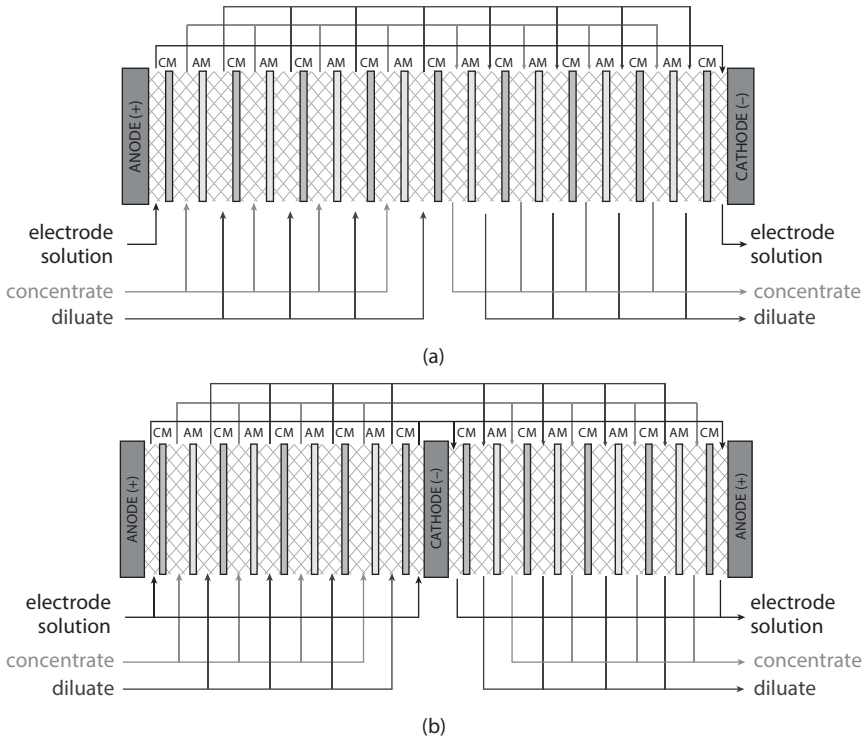 CM AM CM AM CM AM CM AM CM AM CM AM CM AM CM AM CM
ANODE (+)
CATHODE (–)
electrode
solution
electrode
solution
concentrate
concentrate
diluate
diluate
(a)
CM AM CM AM CM AM CM AM CM CM AM CM AM CM AM CM AM CM
ANODE (+)
CATHODE (–)
ANODE (+)
electrode
solution
electrode
solution
concentrate
concentrate
diluate
diluate
(b)